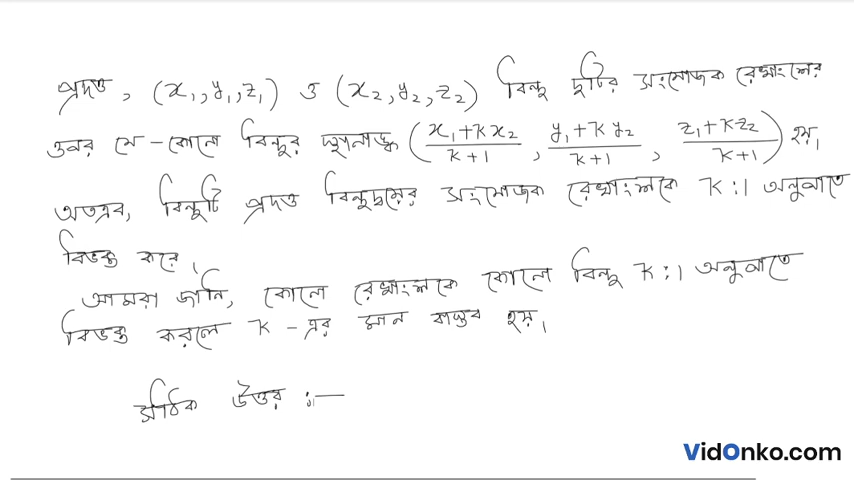 প্রদত্ত, (x₁, y₁, z₁) ও (x₂, y₂, z₂) বিন্দু দুটির সংযোজক রেখাংশের
ওপর যে-কোনো বিন্দুর স্থানাঙ্ক ((x₁+kx₂)/(k+1), (y₁+ky₂)/(k+1), (z₁+kz₂)/(k+1)) হয়।
অতএব, বিন্দুটি প্রদত্ত বিন্দুদ্বয়ের সংযোজক রেখাংশকে k:1 অনুপাতে
বিভক্ত করে।
আমরা জানি, কোনো রেখাংশকে কোনো বিন্দু k:1 অনুপাতে
বিভক্ত করলে k-এর মান বাস্তব হয়।
সঠিক উত্তর :—
VidOnko.com